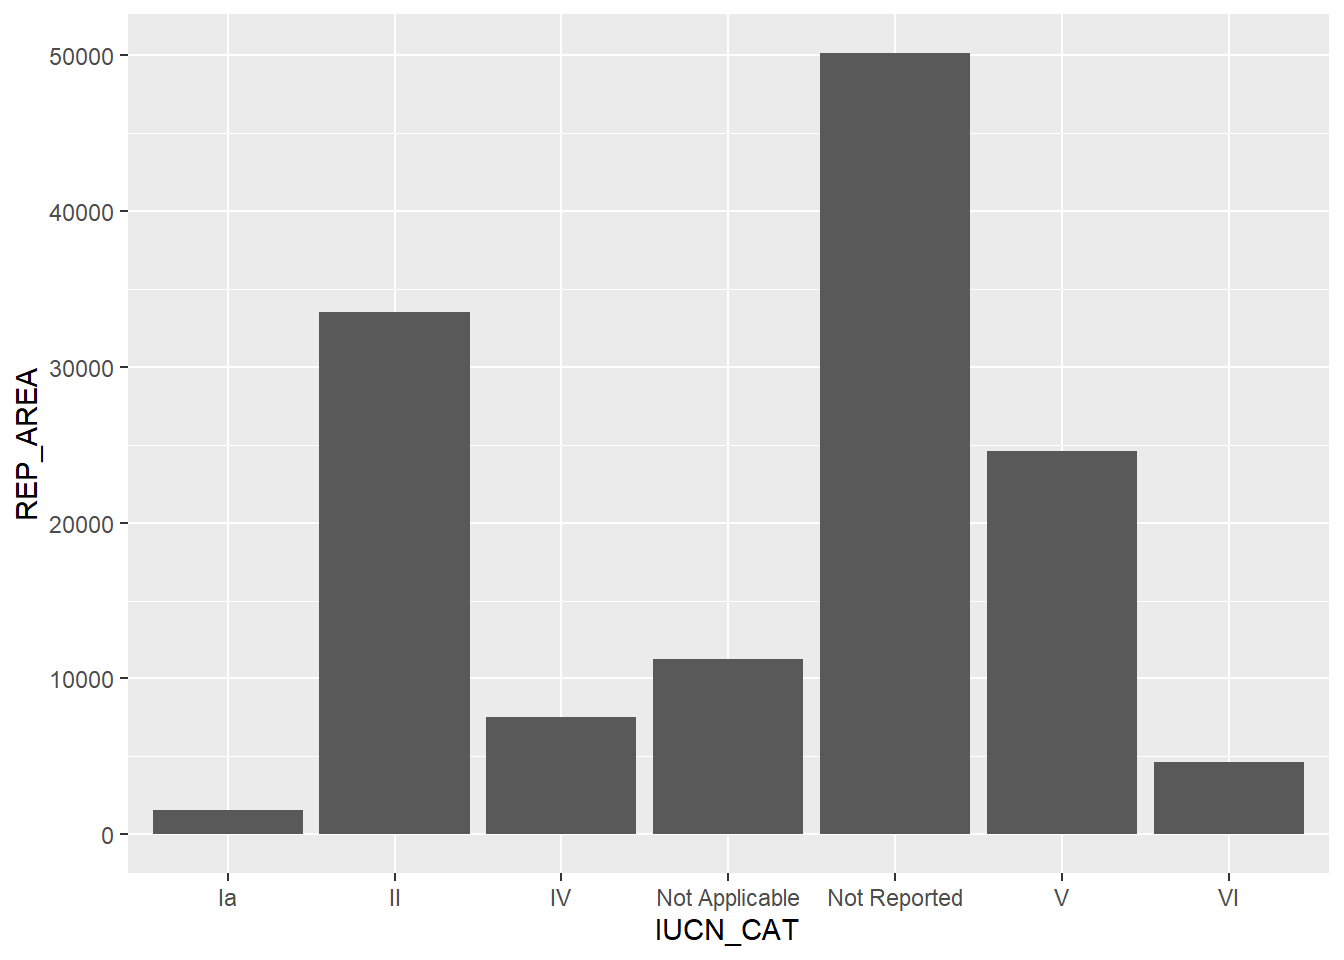 50000
40000
30000
20000
10000
0
REP_AREA
Ia II IV Not Applicable Not Reported V VI
IUCN_CAT